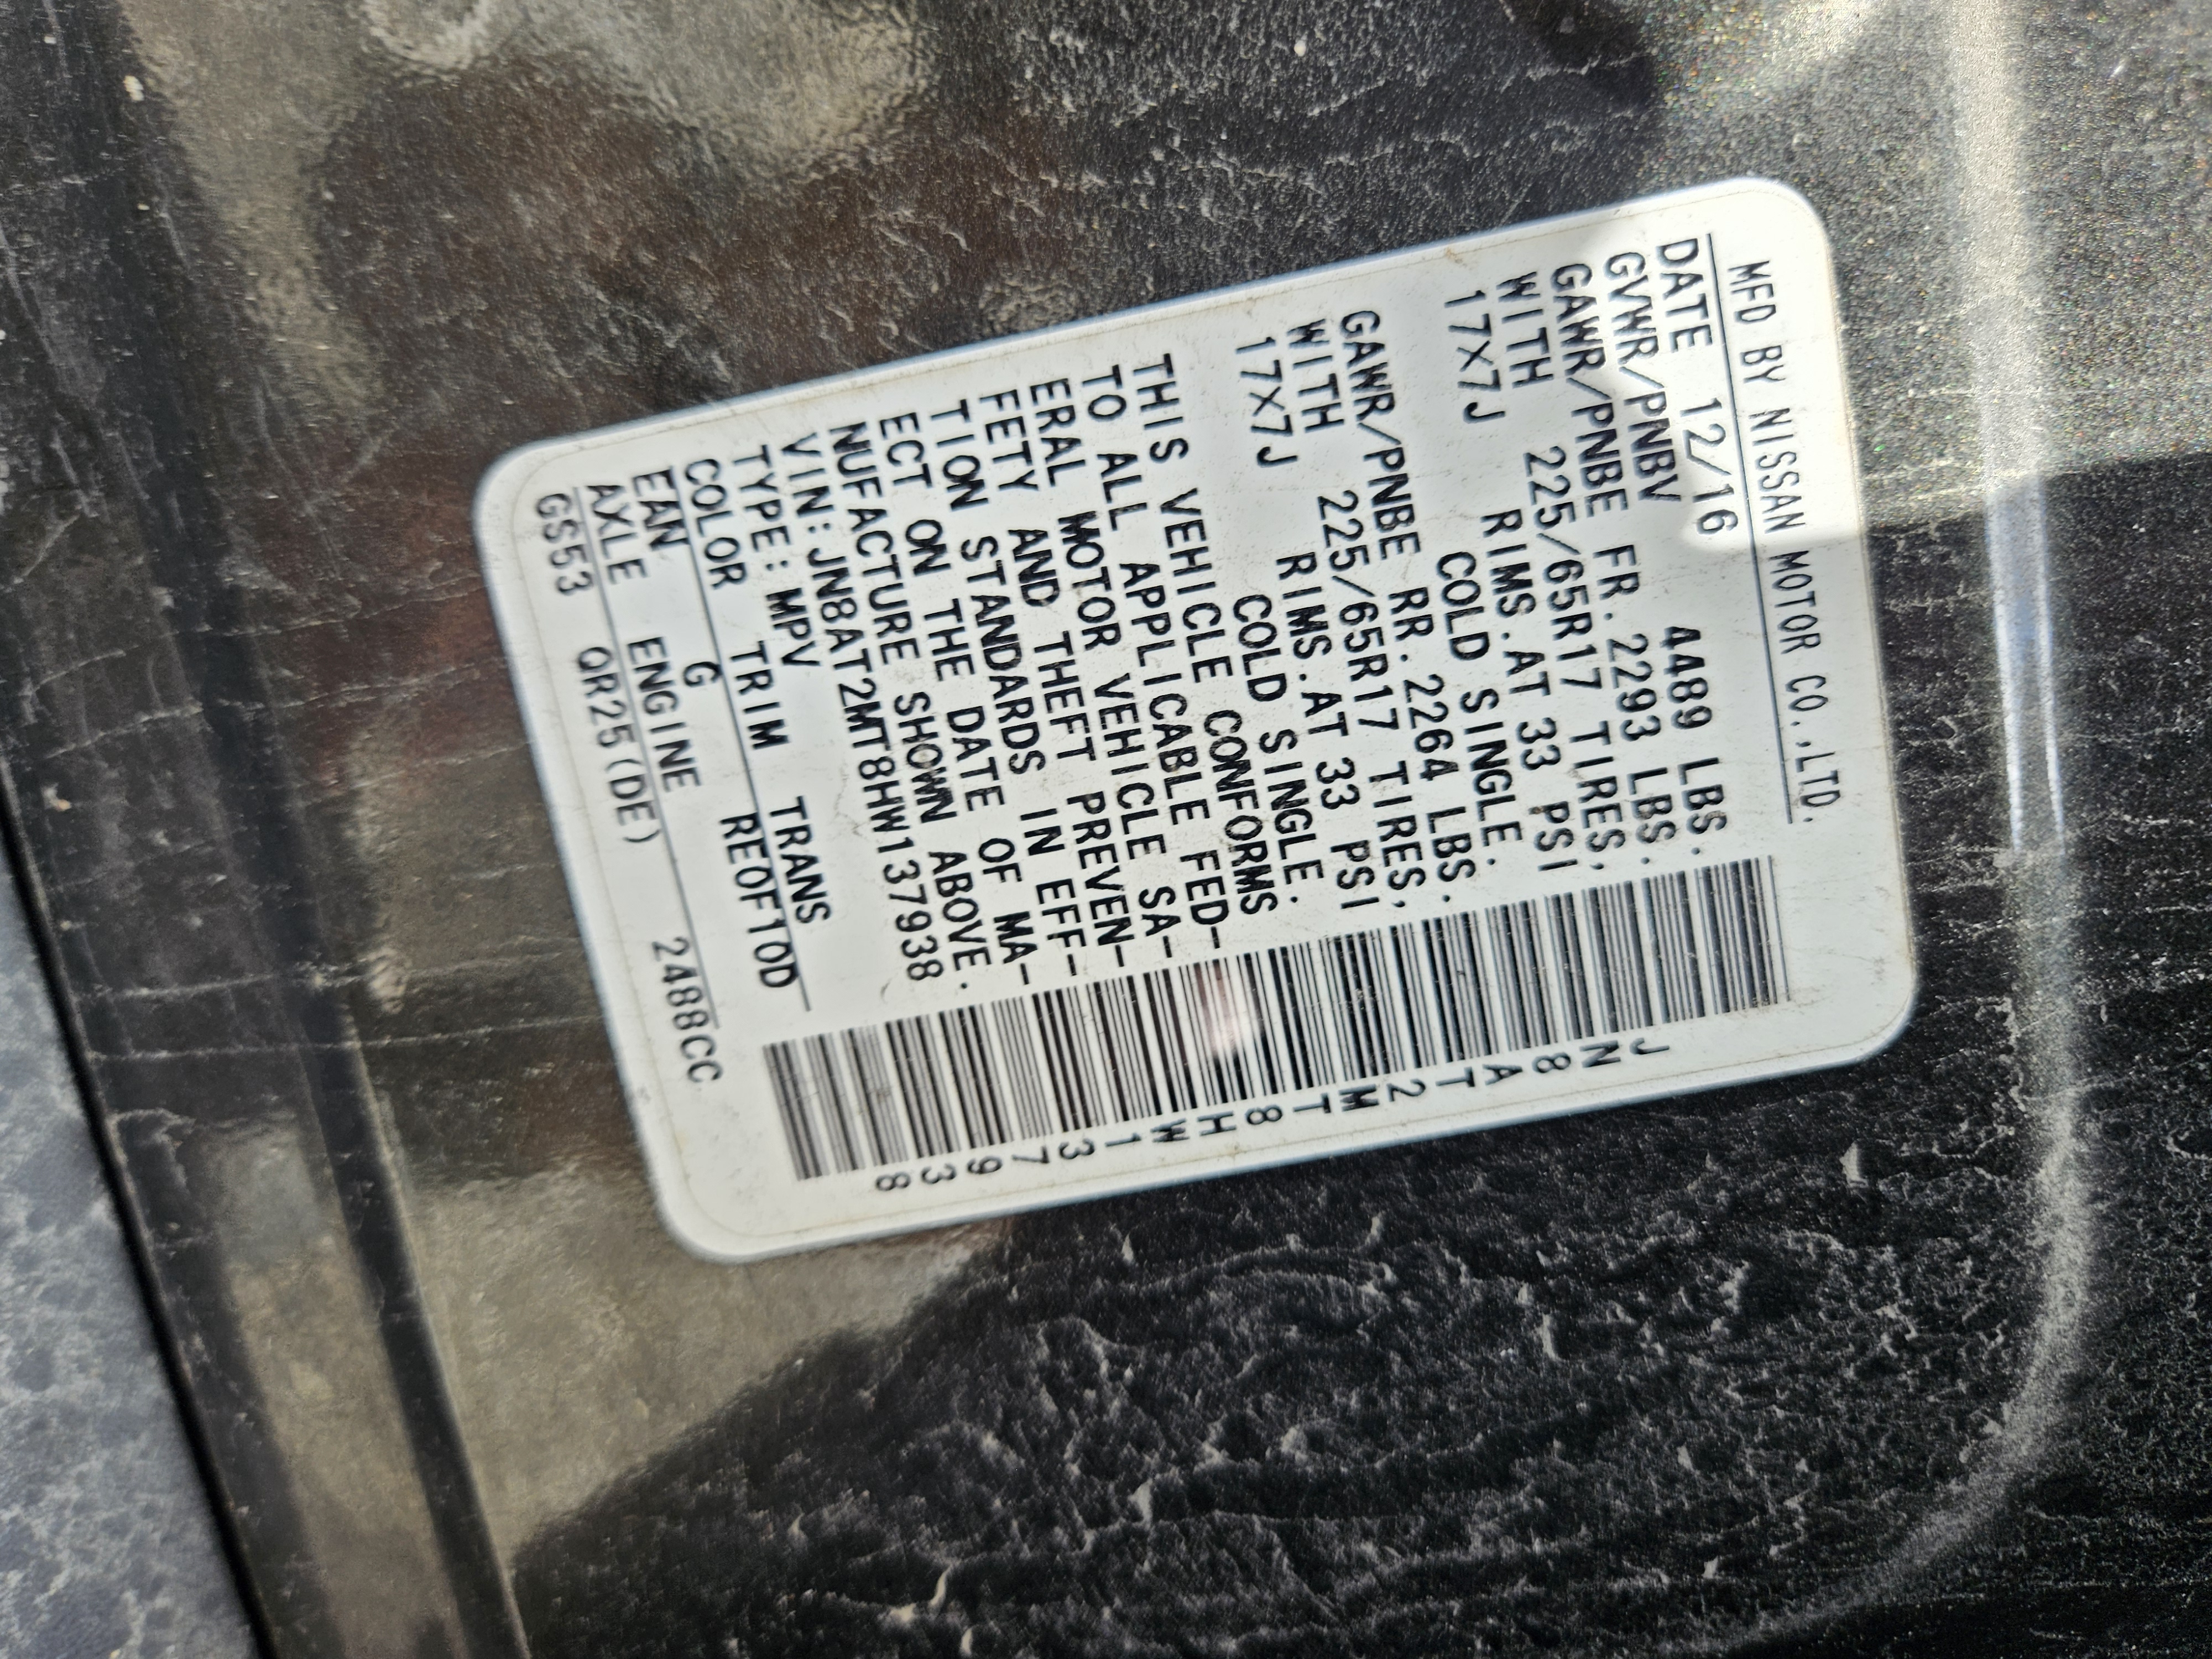 MFD BY NISSAN MOTOR CO.,LTD.
DATE 12/16
GVWR/PNBV 4489 LBS.
GAWR/PNBE FR.2293 LBS.
WITH 225/65R17 TIRES,
17×7J RIMS.AT 33 PSI
COLD SINGLE.
GAWR/PNBE RR.2264 LBS.
WITH 225/65R17 TIRES,
17×7J RIMS.AT 33 PSI
COLD SINGLE.
THIS VEHICLE CONFORMS
TO ALL APPLICABLE FED-
ERAL MOTOR VEHICLE SA-
FETY AND THEFT PREVEN-
TION STANDARDS IN EFF-
ECT ON THE DATE OF MA-
NUFACTURE SHOWN ABOVE.
VIN:JN8AT2MT8HW137938
TYPE:MPV
COLOR TRIM TRANS
EAN G RE0F10D
AXLE ENGINE
GS53 QR25(DE) 2488CC
JN8AT2MT8HW137938